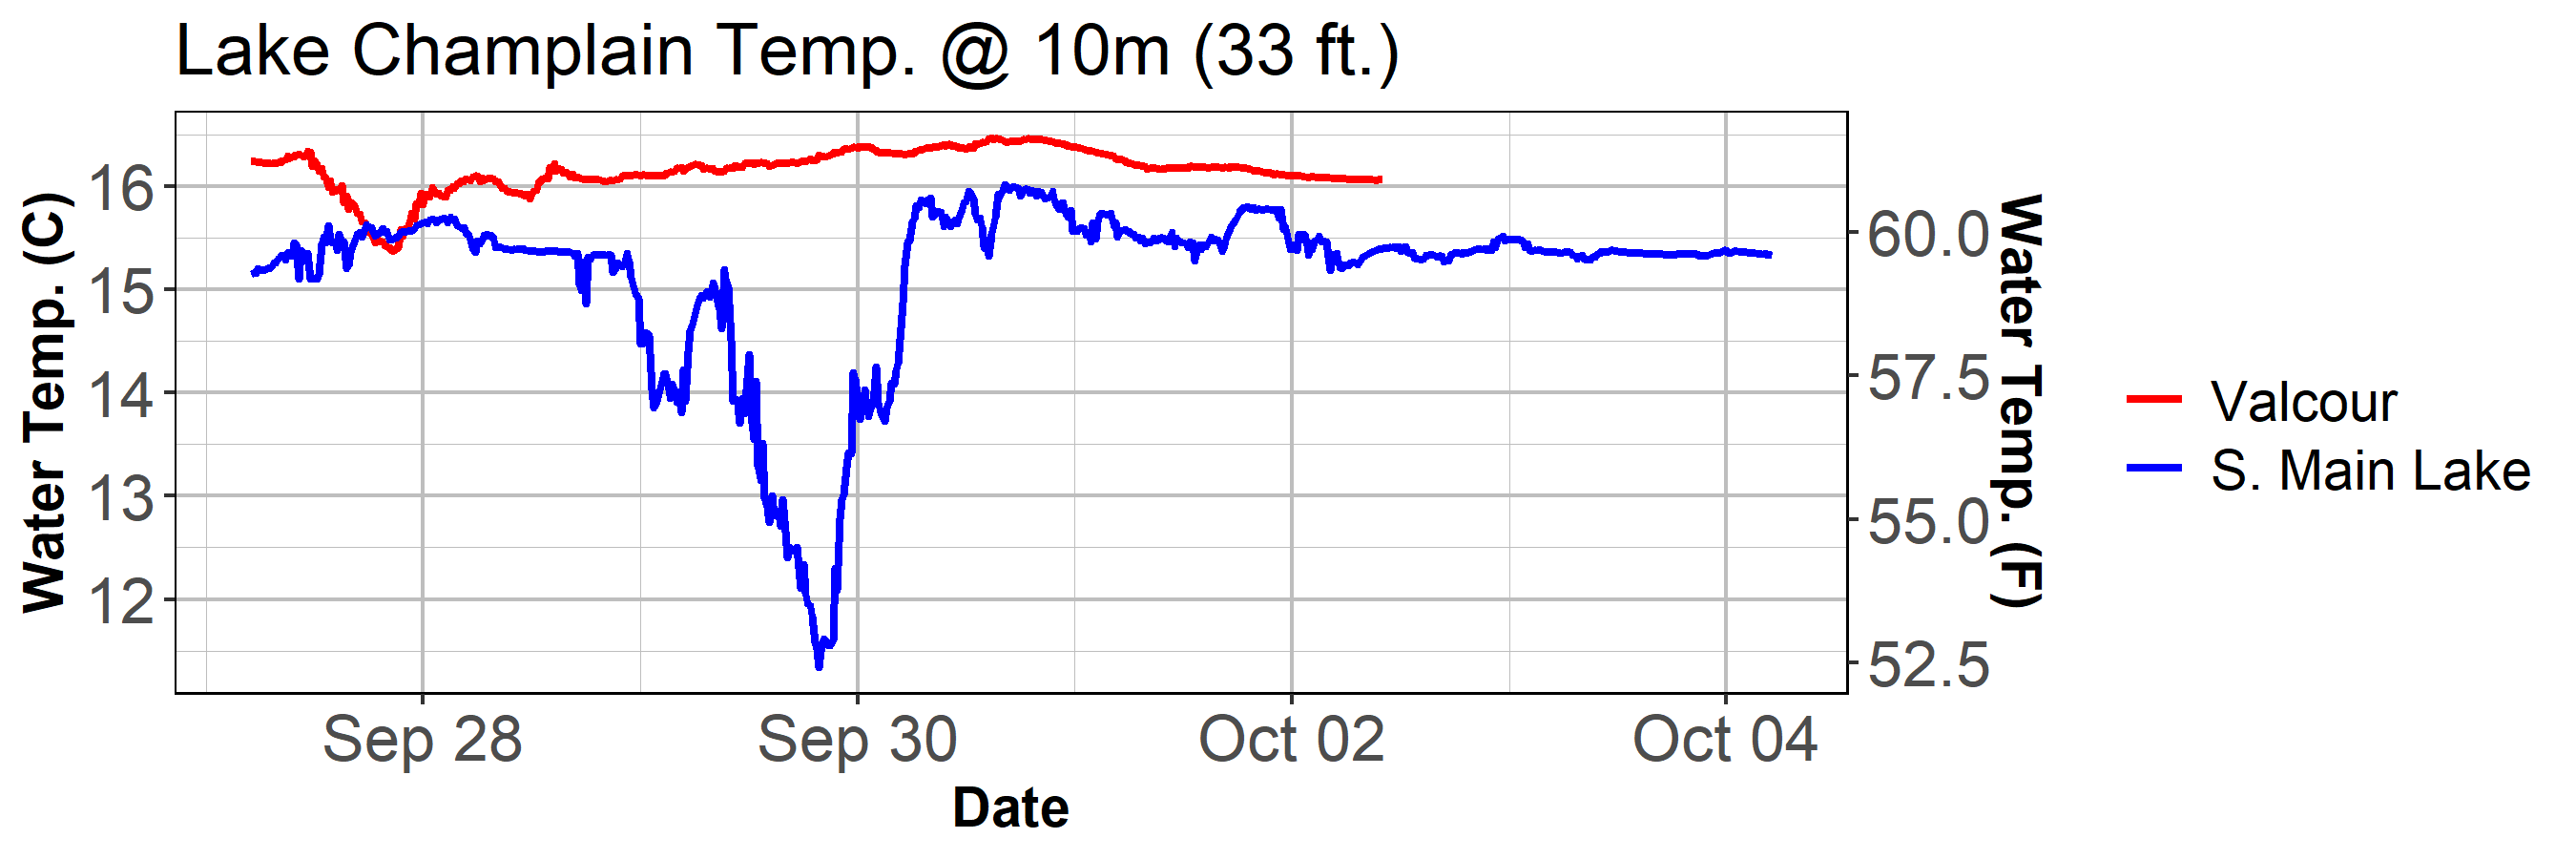 Lake Champlain Temp. @ 10m (33 ft.)
Water Temp. (C)
16
15
14
13
12
60.0
57.5
55.0
52.5
Water Temp. (F)
Sep 28
Sep 30
Oct 02
Oct 04
Date
Valcour
S. Main Lake